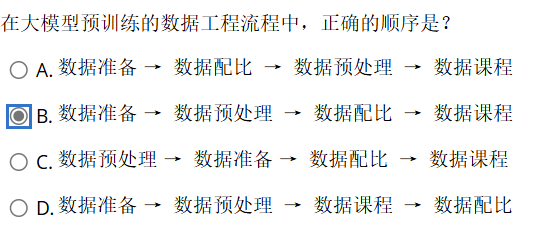 在大模型预训练的数据工程流程中，正确的顺序是？
A. 数据准备 → 数据配比 → 数据预处理 → 数据课程
B. 数据准备 → 数据预处理 → 数据配比 → 数据课程
C. 数据预处理 → 数据准备 → 数据配比 → 数据课程
D. 数据准备 → 数据预处理 → 数据课程 → 数据配比